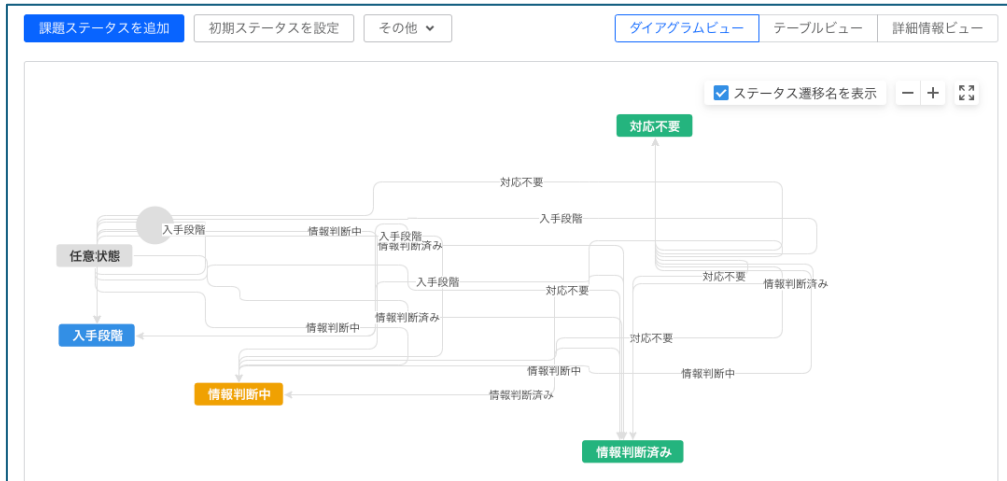 課題ステータスを追加
初期ステータスを設定
その他
ダイアグラムビュー
テーブルビュー
詳細情報ビュー
ステータス遷移名を表示
対応不要
対応不要
入手段階
入手段階
情報判断中
入手段階
情報判断済み
任意状態
入手段階
対応不要
対応不要
情報判断済み
情報判断済み
情報判断中
入手段階
対応不要
情報判断中
情報判断中
情報判断中
情報判断済み
情報判断済み